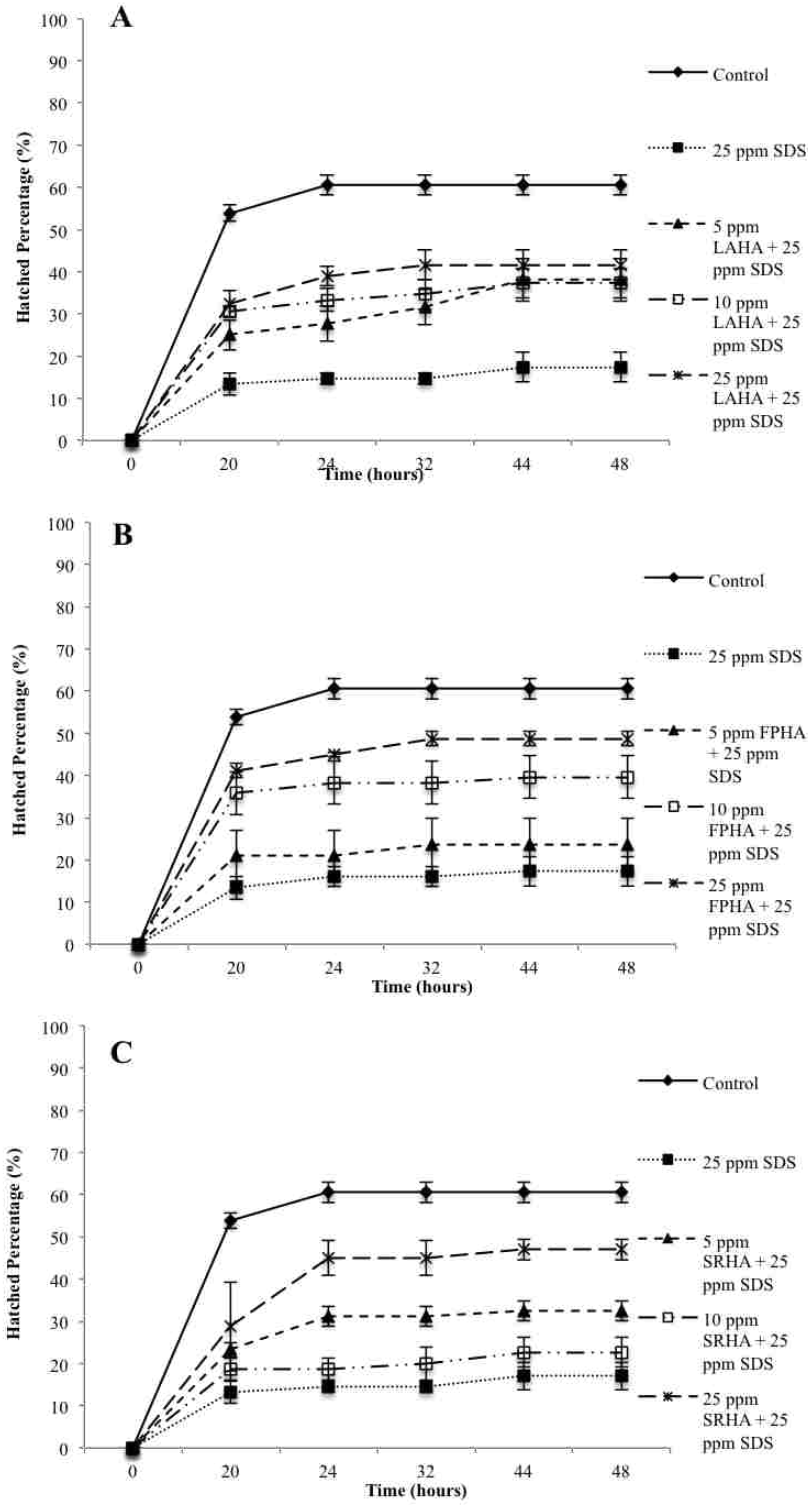 A
100
90
80
70
60
50
40
30
20
10
0
Hatched Percentage (%)
0 20 24 32 44 48
Time (hours)
Control
25 ppm SDS
5 ppm
LAHA + 25
ppm SDS
10 ppm
LAHA + 25
ppm SDS
25 ppm
LAHA + 25
ppm SDS
B
100
90
80
70
60
50
40
30
20
10
0
Hatched Percentage (%)
0 20 24 32 44 48
Time (hours)
Control
25 ppm SDS
5 ppm FPHA
+ 25 ppm
SDS
10 ppm
FPHA + 25
ppm SDS
25 ppm
FPHA + 25
ppm SDS
C
100
90
80
70
60
50
40
30
20
10
0
Hatched Percentage (%)
0 20 24 32 44 48
Time (hours)
Control
25 ppm SDS
5 ppm
SRHA + 25
ppm SDS
10 ppm
SRHA + 25
ppm SDS
25 ppm
SRHA + 25
ppm SDS